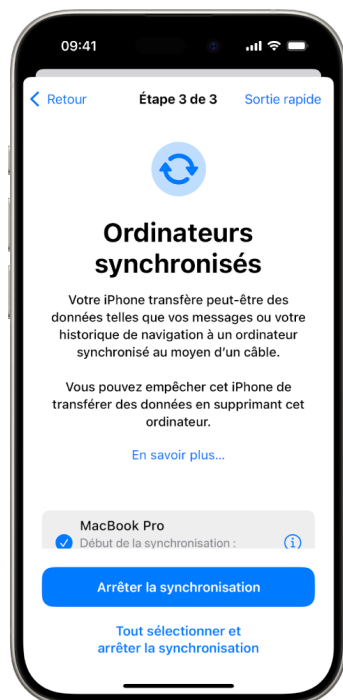 09:41
Retour
Étape 3 de 3
Sortie rapide
Ordinateurs
synchronisés
Votre iPhone transfère peut-être des
données telles que vos messages ou votre
historique de navigation à un ordinateur
synchronisé au moyen d'un câble.
Vous pouvez empêcher cet iPhone de
transférer des données en supprimant cet
ordinateur.
En savoir plus...
MacBook Pro
Début de la synchronisation :
Arrêter la synchronisation
Tout sélectionner et
arrêter la synchronisation